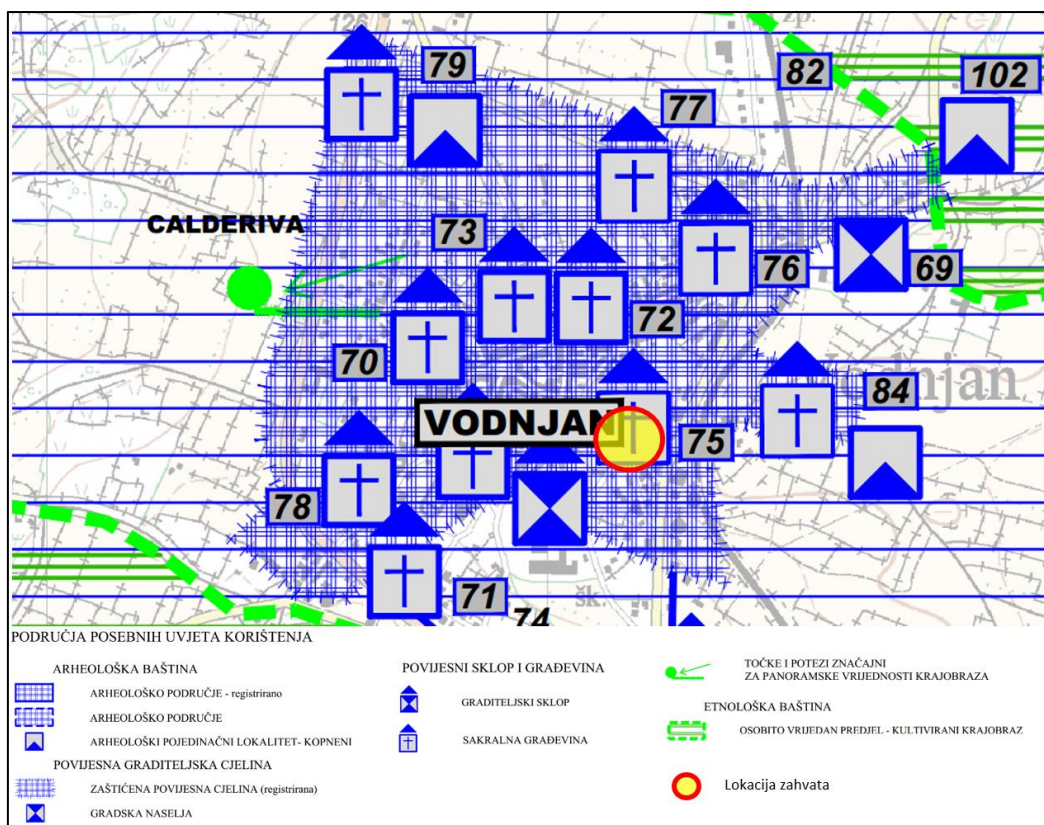 126
zp.
79
82
102
77
CALDERIVA
73
76
69
72
70
Vodnjan
84
VODNJAN
75
78
71
šk.
74
PODRUČJA POSEBNIH UVJETA KORIŠTENJA
ARHEOLOŠKA BAŠTINA
ARHEOLOŠKO PODRUČJE - registrirano
ARHEOLOŠKO PODRUČJE
ARHEOLOŠKI POJEDINAČNI LOKALITET- KOPNENI
POVIJESNA GRADITELJSKA CJELINA
ZAŠTIĆENA POVIJESNA CJELINA (registrirana)
GRADSKA NASELJA
POVIJESNI SKLOP I GRAĐEVINA
GRADITELJSKI SKLOP
SAKRALNA GRAĐEVINA
TOČKE I POTEZI ZNAČAJNI
ZA PANORAMSKE VRIJEDNOSTI KRAJOBRAZA
ETNOLOŠKA BAŠTINA
OSOBITO VRIJEDAN PREDJEL - KULTIVIRANI KRAJOBRAZ
Lokacija zahvata